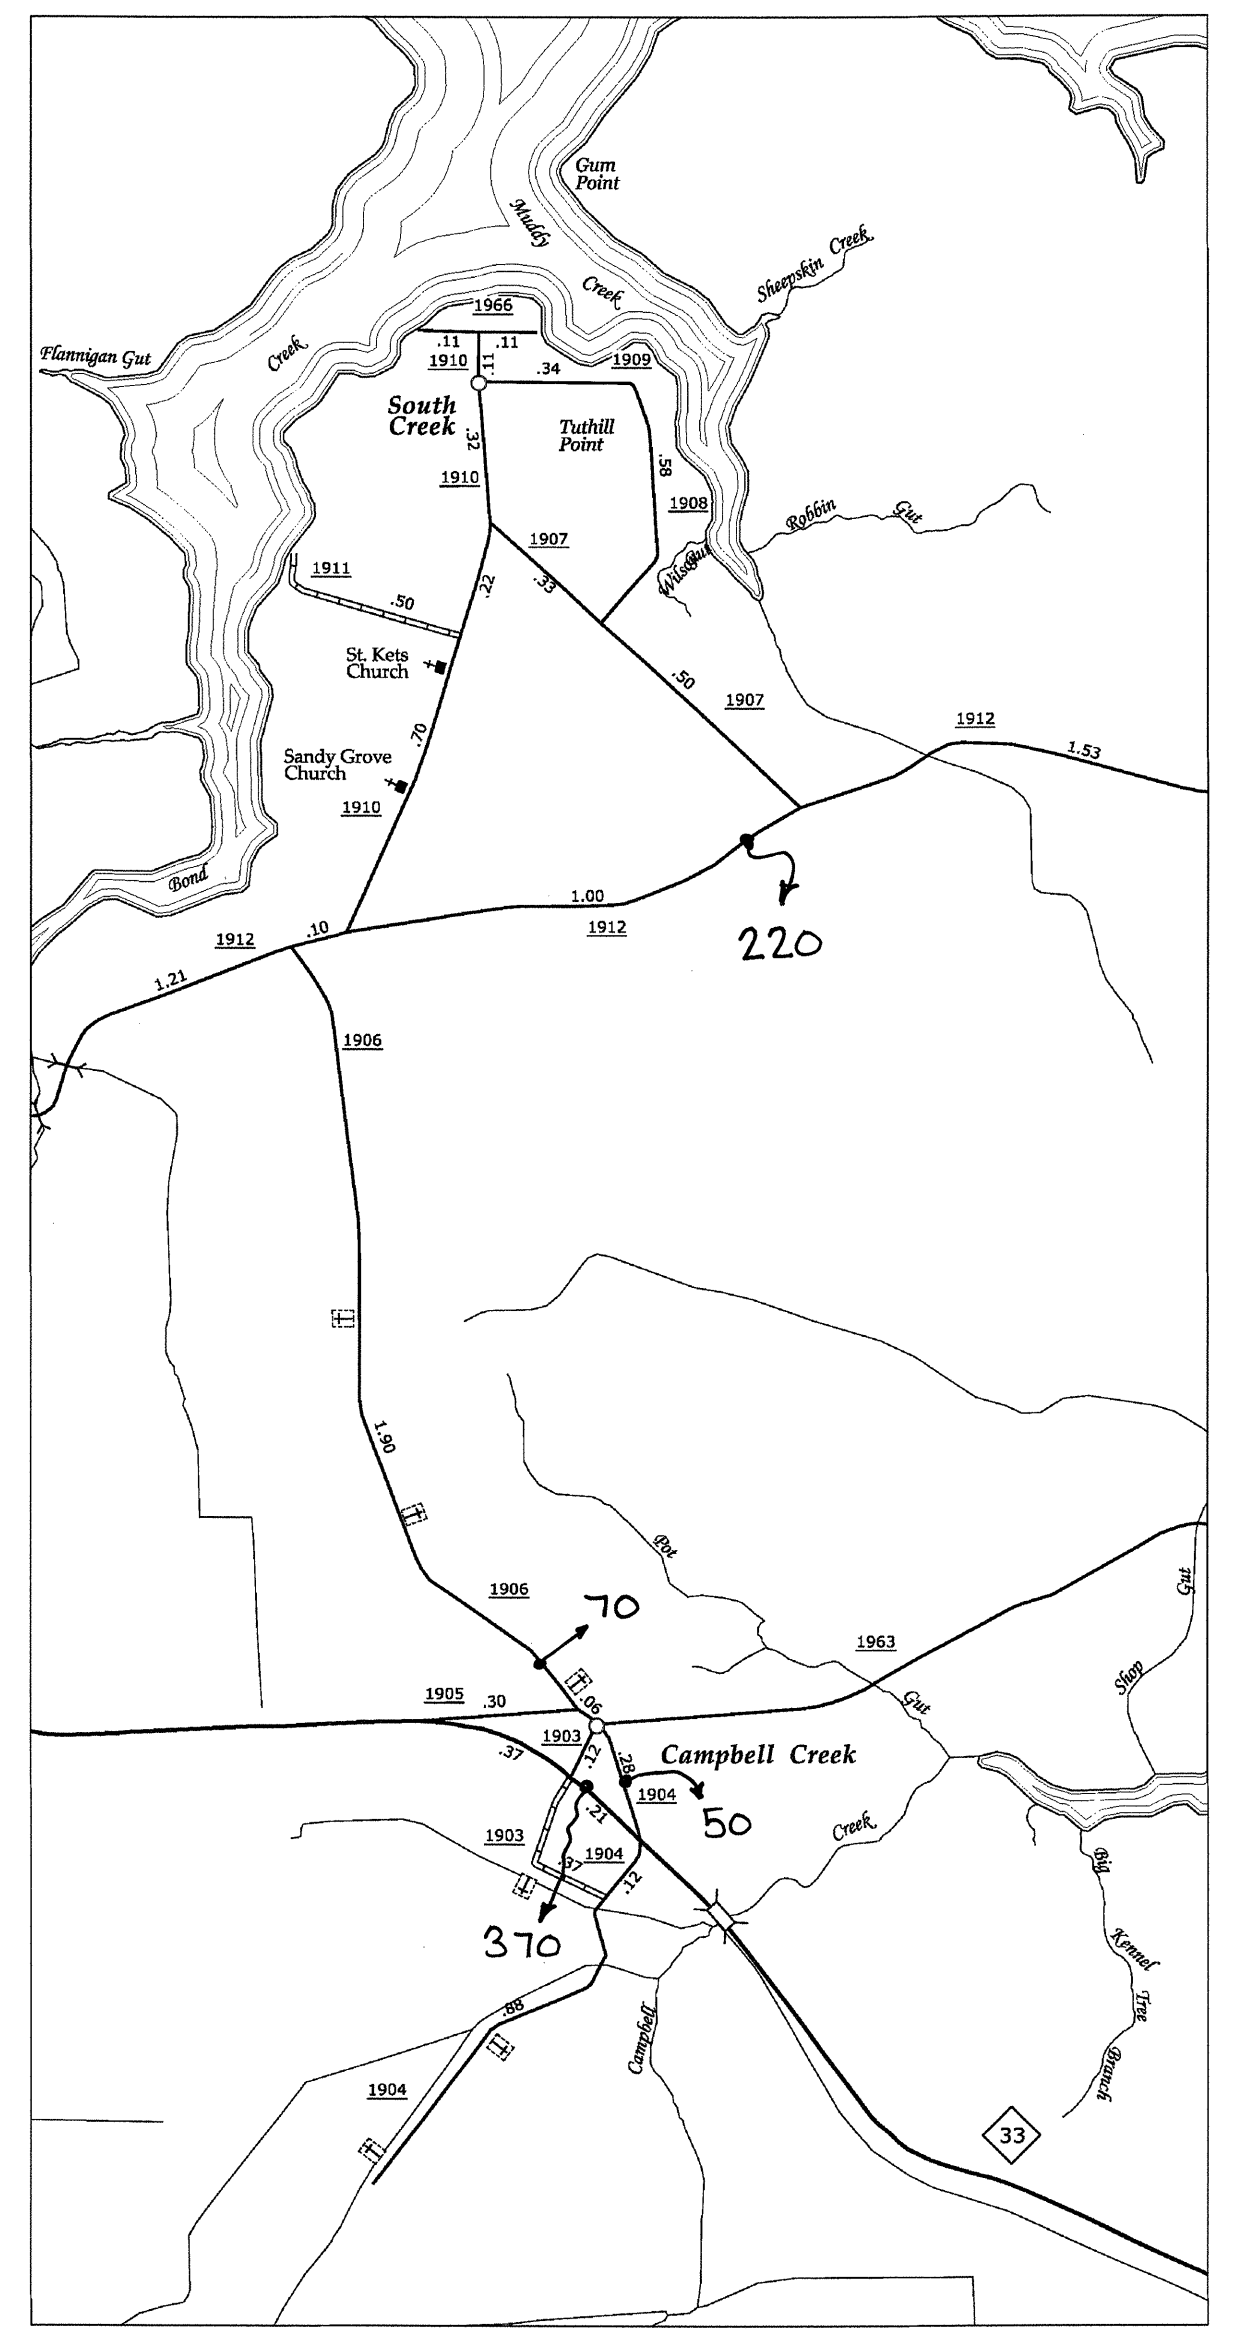 Gum
Point
Muddy
Creek
Sheepskin Creek
1966
.11
.11
1910
.11
.34
1909
Flannigan Gut
Creek
South
Creek
.32
Tuthill
Point
.58
1910
1908
Robbin
Gut
1907
.33
Wilson
Gut
1911
.50
.22
St. Kets
Church
.50
1907
.70
1912
1.53
Sandy Grove
Church
1910
Bond
1.00
1912
220
.10
1912
1.21
1906
1.90
Pot
1906
70
Gut
1963
Shop
1905
.30
.06
Gut
1903
.12
.37
.28
Campbell Creek
1904
50
.21
Creek
1903
.37
1904
.12
Big
370
Kennel
.88
Tree
Campbell
Branch
1904
33